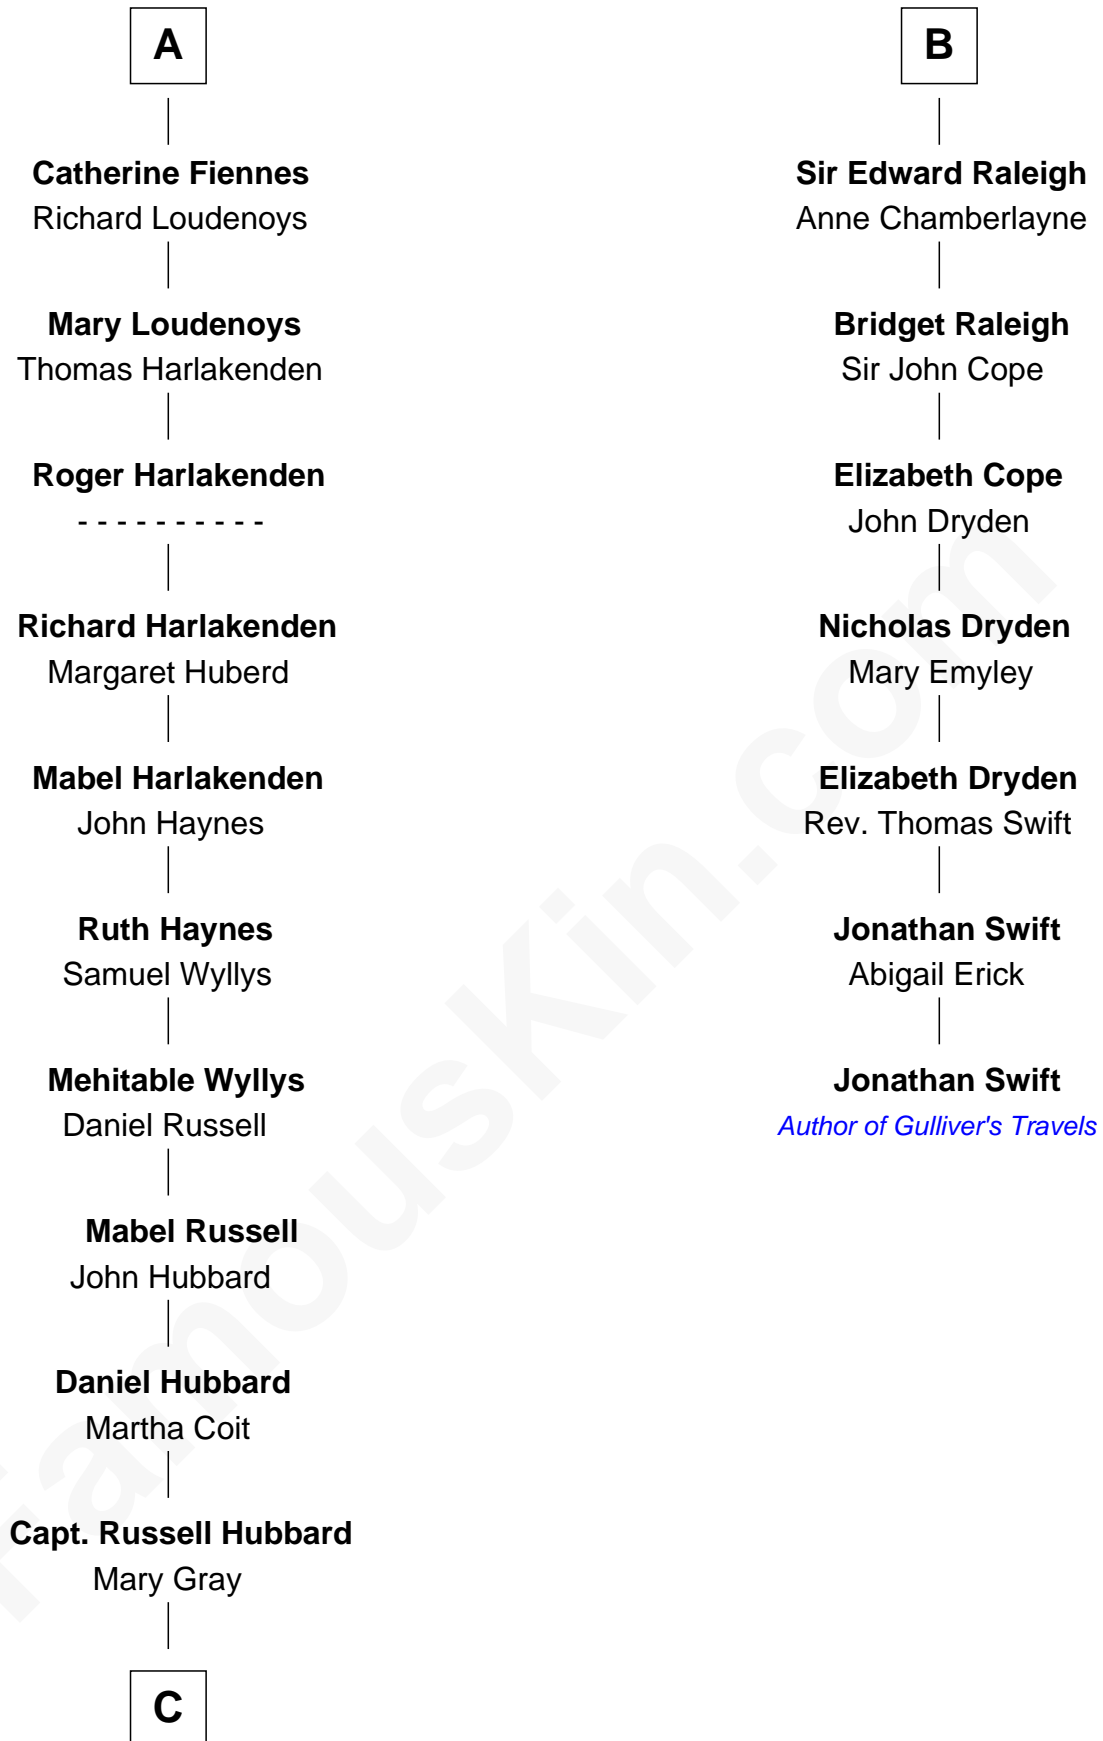 A
Catherine Fiennes
Richard Loudenoys
Mary Loudenoys
Thomas Harlakenden
Roger Harlakenden
- - - - - - - - - -
Richard Harlakenden
Margaret Huberd
Mabel Harlakenden
John Haynes
Ruth Haynes
Samuel Wyllys
Mehitable Wyllys
Daniel Russell
Mabel Russell
John Hubbard
Daniel Hubbard
Martha Coit
Capt. Russell Hubbard
Mary Gray
C
B
Sir Edward Raleigh
Anne Chamberlayne
Bridget Raleigh
Sir John Cope
Elizabeth Cope
John Dryden
Nicholas Dryden
Mary Emyley
Elizabeth Dryden
Rev. Thomas Swift
Jonathan Swift
Abigail Erick
Jonathan Swift
Author of Gulliver's Travels
FamousKin.com